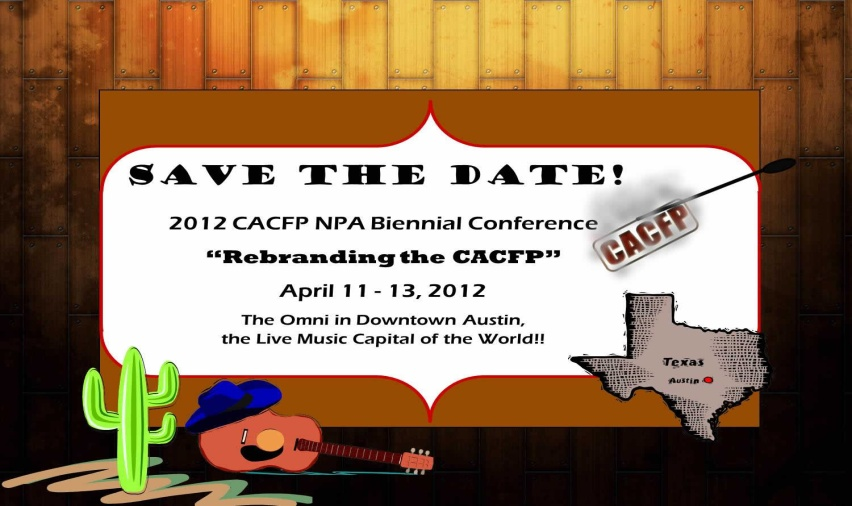 SAVE THE DATE!
2012 CACFP NPA Biennial Conference
"Rebranding the CACFP"
April 11 - 13, 2012
The Omni in Downtown Austin,
the Live Music Capital of the World!!
CACFP
Texas
Austin